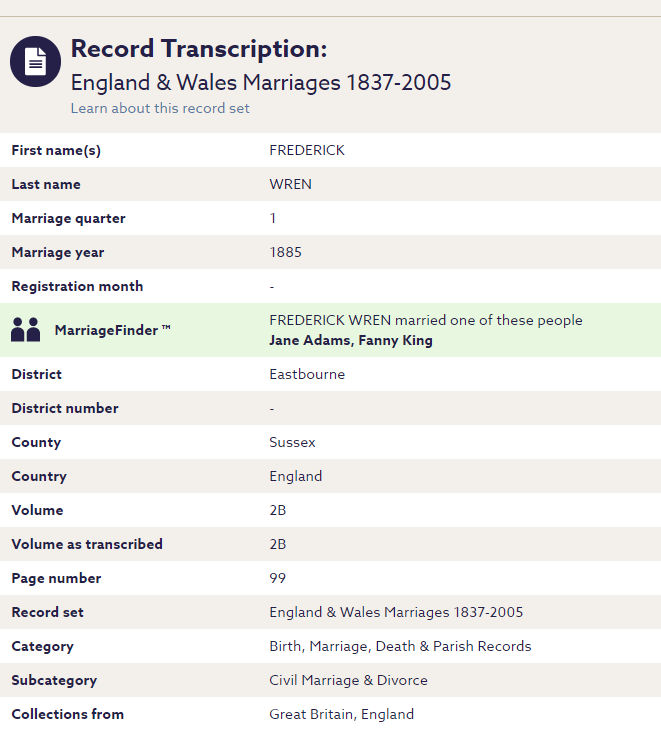 Record Transcription:
England & Wales Marriages 1837-2005
Learn about this record set
First name(s) FREDERICK
Last name WREN
Marriage quarter 1
Marriage year 1885
Registration month -
FREDERICK WREN married one of these people
MarriageFinder ™
Jane Adams, Fanny King
District Eastbourne
District number -
County Sussex
Country England
Volume 2B
Volume as transcribed 2B
Page number 99
Record set England & Wales Marriages 1837-2005
Category Birth, Marriage, Death & Parish Records
Subcategory Civil Marriage & Divorce
Collections from Great Britain, England